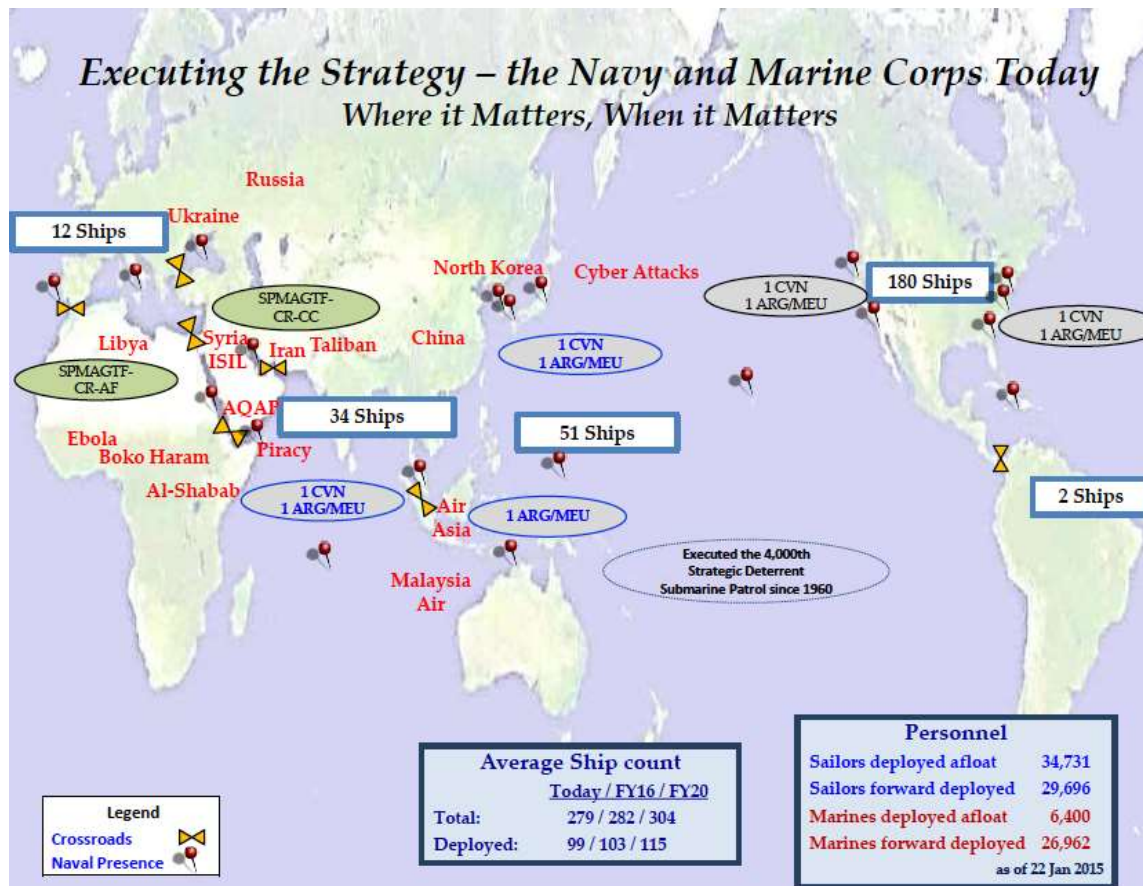 Executing the Strategy – the Navy and Marine Corps Today
Where it Matters, When it Matters
Russia
Ukraine
12 Ships
North Korea
Cyber Attacks
180 Ships
1 CVN
1 ARG/MEU
1 CVN
1 ARG/MEU
SPMAGTF-
CR-CC
Libya
Syria
ISIL
Iran
Taliban
China
1 CVN
1 ARG/MEU
SPMAGTF-
CR-AF
AQAP
34 Ships
51 Ships
Ebola
Boko Haram
Piracy
Al-Shabab
1 CVN
1 ARG/MEU
Air
Asia
1 ARG/MEU
2 Ships
Executed the 4,000th
Strategic Deterrent
Submarine Patrol since 1960
Malaysia
Air
Average Ship count
Today / FY16 / FY20
Total: 279 / 282 / 304
Deployed: 99 / 103 / 115
Personnel
Sailors deployed afloat 34,731
Sailors forward deployed 29,696
Marines deployed afloat 6,400
Marines forward deployed 26,962
as of 22 Jan 2015
Legend
Crossroads
Naval Presence